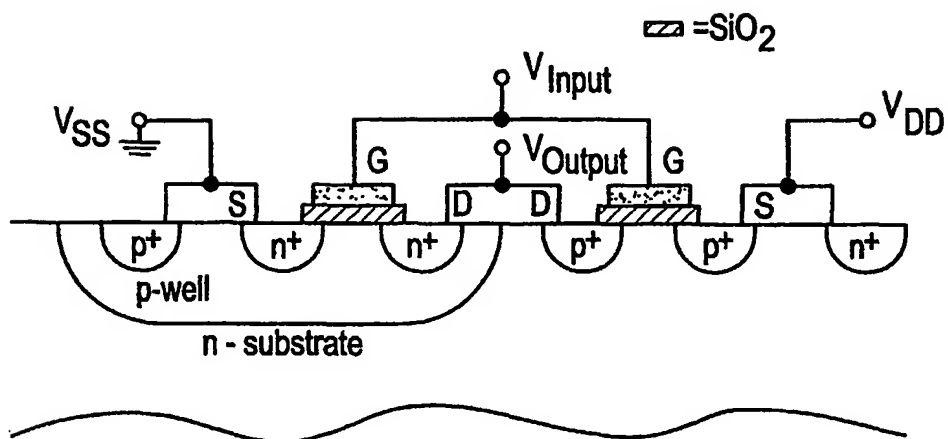 =SiO2
VInput
VSS
VDD
G
VOutput
G
S
D
D
S
p+
n+
n+
p+
p+
n+
p-well
n - substrate